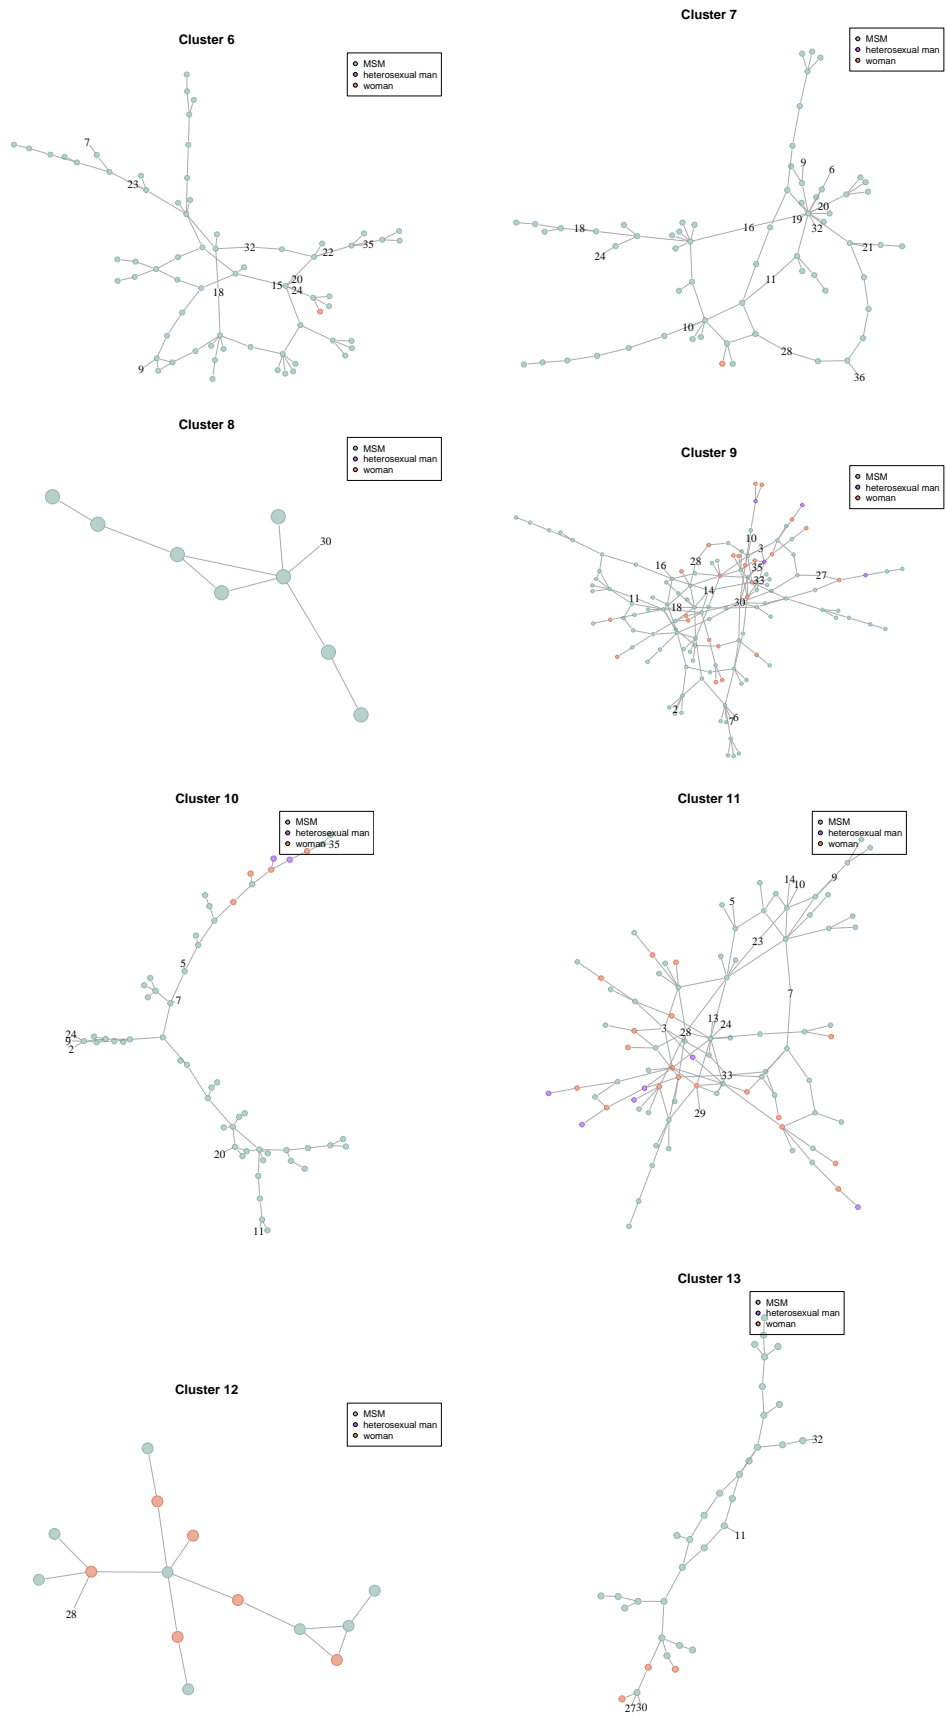 Cluster 6
MSM
heterosexual man
woman
7
23
32
22
35
20
15
24
18
9
Cluster 7
MSM
heterosexual man
woman
9
6
20
19
32
18
16
21
24
11
10
28
36
Cluster 8
MSM
heterosexual man
woman
30
Cluster 9
MSM
heterosexual man
woman
10
3
28
35
16
27
33
14
11
30
18
2
6
7
Cluster 10
MSM
heterosexual man
woman
35
5
7
24
9
2
20
11
Cluster 11
MSM
heterosexual man
woman
14
10
9
5
23
7
13
3
28
24
33
29
Cluster 12
MSM
heterosexual man
woman
28
Cluster 13
MSM
heterosexual man
woman
32
11
27
30